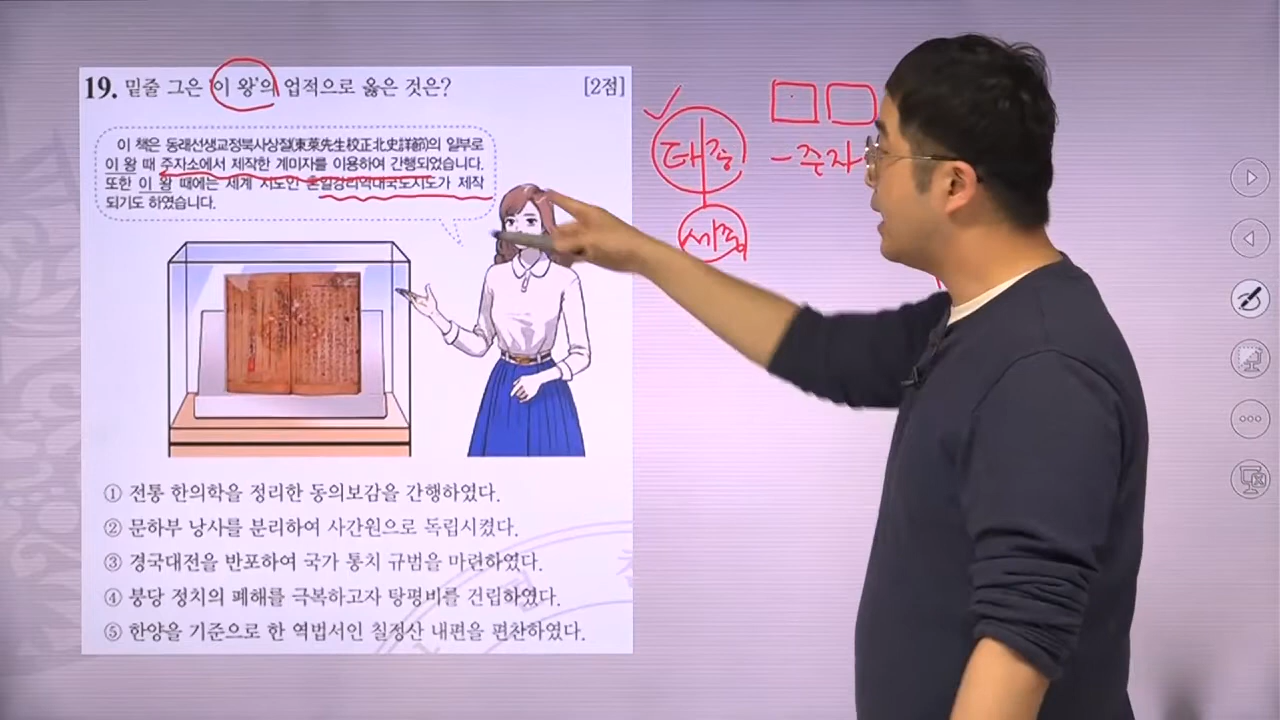 19. 밑줄 그은 '이 왕'의 업적으로 옳은 것은? [2점]
이 책은 동래선생교정북사상절(東萊先生校正北史詳節)의 일부로
이 왕 때 주자소에서 제작한 계미자를 이용하여 간행되었습니다.
또한 이 왕 때에는 세계 지도인 혼일강리역대국도지도가 제작
되기도 하였습니다.
① 전통 한의학을 정리한 동의보감을 간행하였다.
② 문하부 낭사를 분리하여 사간원으로 독립시켰다.
③ 경국대전을 반포하여 국가 통치 규범을 마련하였다.
④ 붕당 정치의 폐해를 극복하고자 탕평비를 건립하였다.
⑤ 한양을 기준으로 한 역법서인 칠정산 내편을 편찬하였다.
태종
- 주자
세종